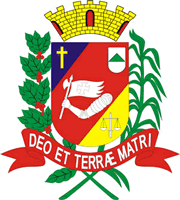 DEO ET TERRÆ MATRI